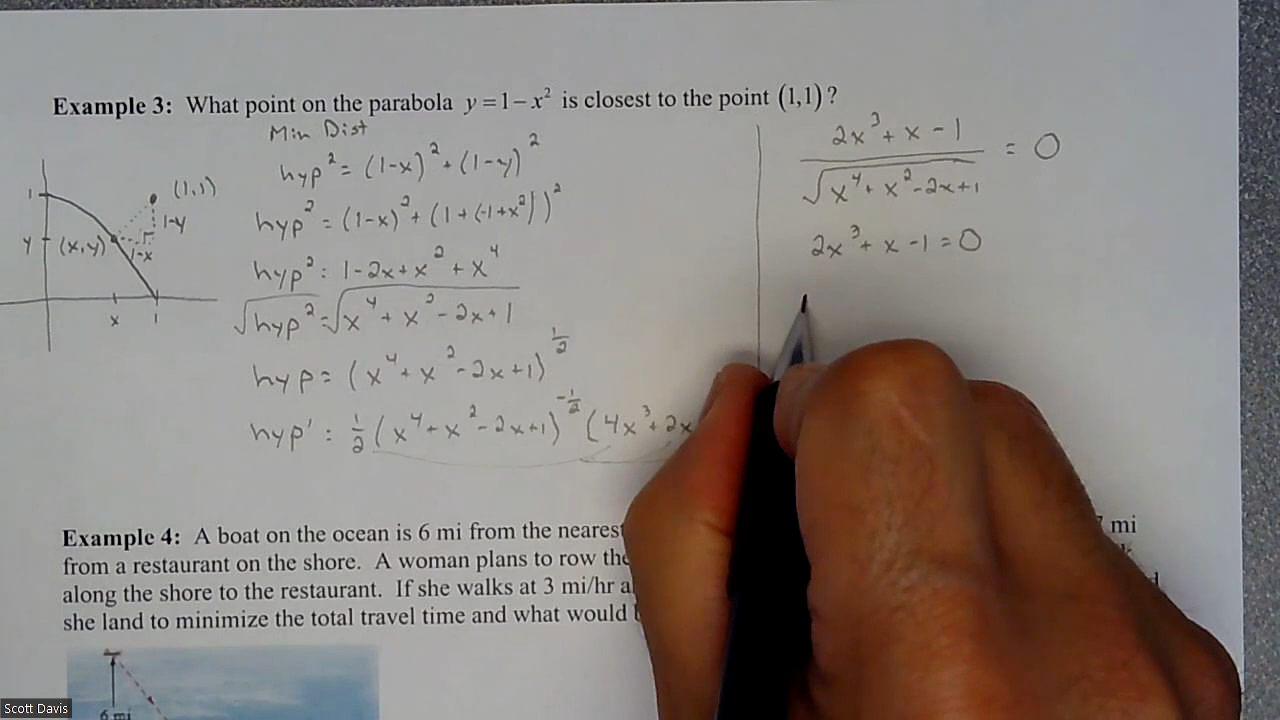 Example 3: What point on the parabola y = 1 − x² is closest to the point (1,1)?
Min Dist
hyp² = (1-x)² + (1-y)²
hyp² = (1-x)² + (1+(-1+x²))²
hyp² = 1-2x+x² + x⁴
√hyp² = √x⁴ + x² - 2x + 1
hyp = (x⁴ + x² - 2x + 1)^½
hyp' = ½(x⁴ + x² - 2x + 1)^-½ (4x³ + 2x
1
(1,1)
1-y
y
(x,y)
1-x
x
1
2x³ + x - 1
√x⁴ + x² - 2x + 1
= 0
2x³ + x - 1 = 0
Example 4: A boat on the ocean is 6 mi from the mi
from a restaurant on the shore. A woman plans to row
along the shore to the restaurant. If she walks at 3 mi/hr
she land to minimize the total travel time and what would
6 mi
Scott Davis